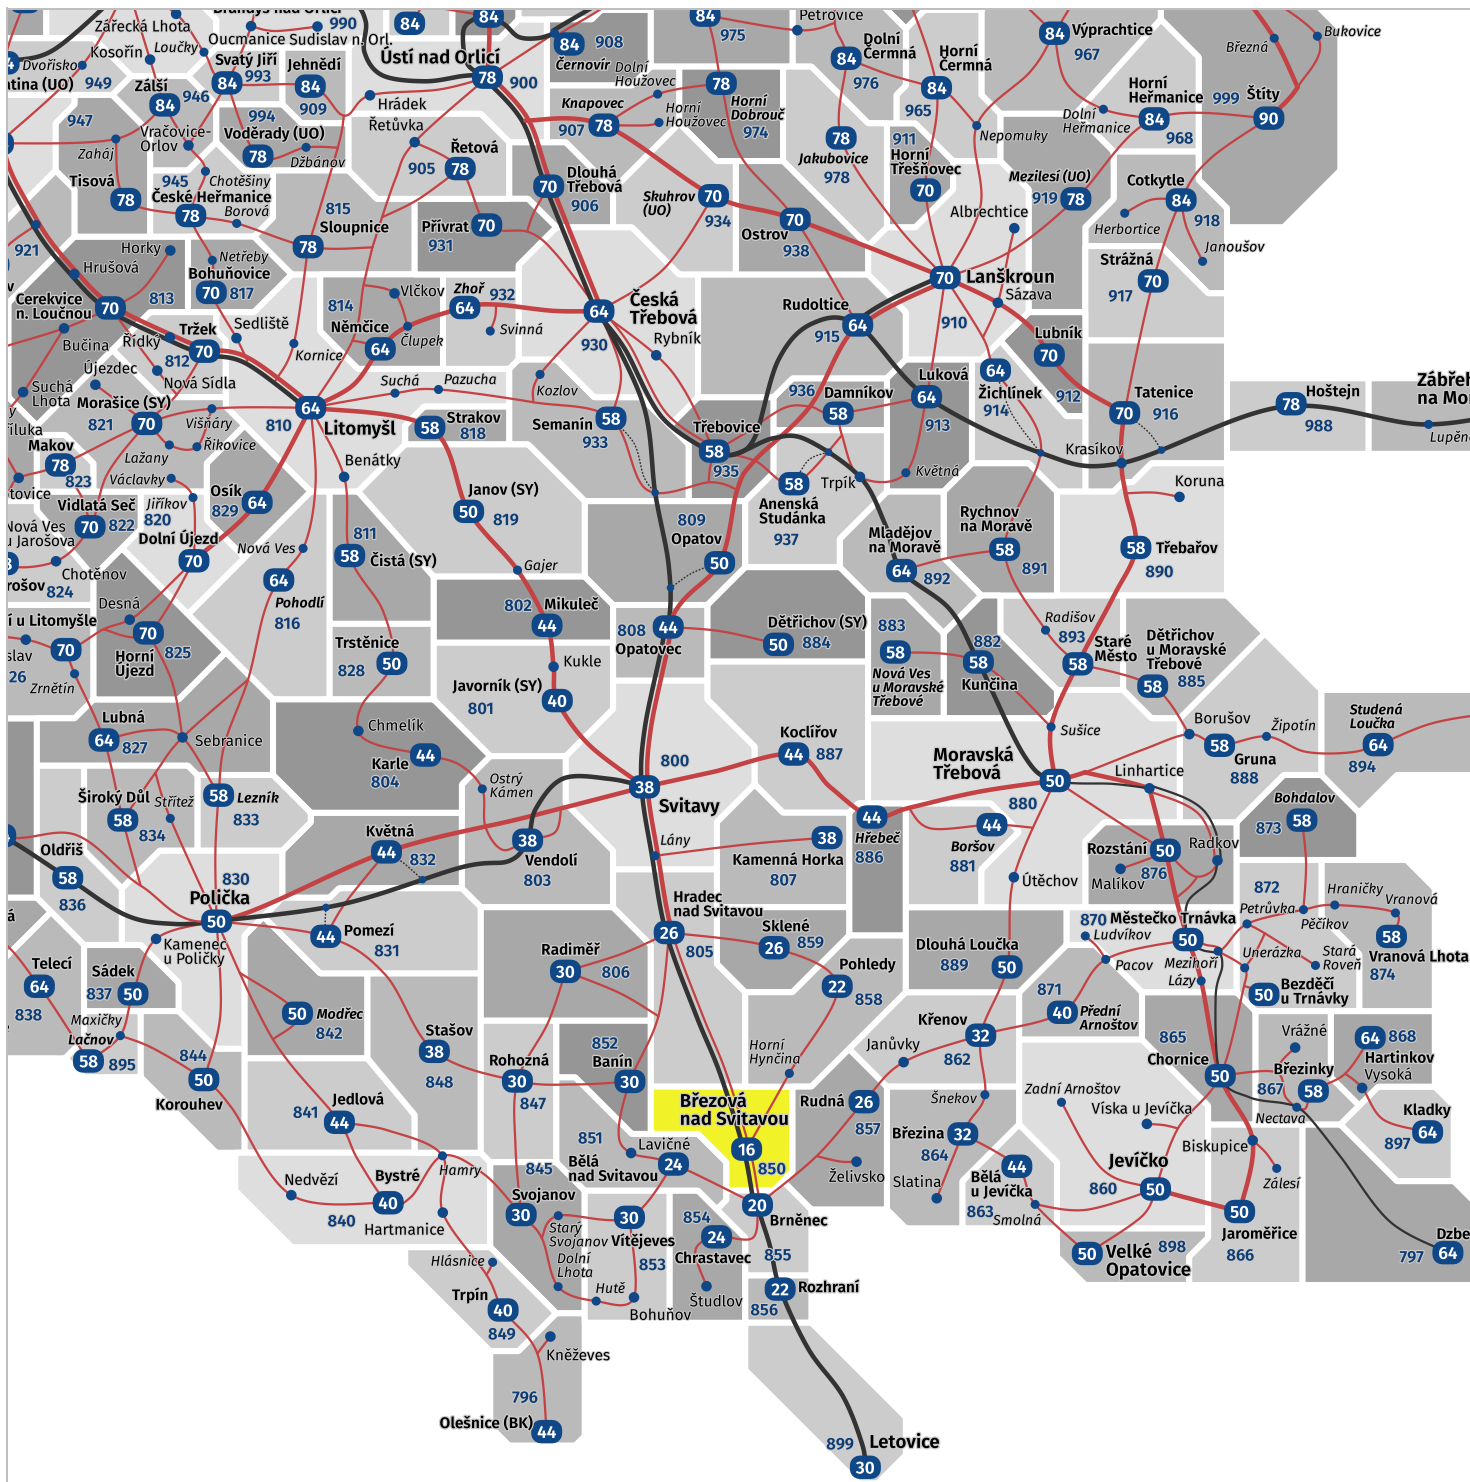 Zářecká Lhota
990
84
84
908
84
975
Petrovice
84
Výprachtice
967
Bukovice
Březná
Kosořín
Loučky
Oucmanice
Sudislav n. Orl.
Ústí nad Orlicí
78
900
Černovír
Dolní
Houžovec
Dolní
Čermná
84
976
Horní
Čermná
84
965
Dvořisko
949
Svatý Jiří
993
84
Jehnědí
84
909
Zálší
84
946
947
Hrádek
Řetůvka
Knapovec
907
78
Horní
Houžovec
78
Horní
Dobrouč
974
78
Jakubovice
978
911
Horní
Třešňovec
70
Nepomuky
Dolní
Heřmanice
Horní
Heřmanice
84
968
999
Štíty
90
Vračovice-
Orlov
994
Voděrady (UO)
78
Džbánov
Zaháj
945
Chotěšiny
Tisová
78
České Heřmanice
78
Borová
905
Řetová
78
Dlouhá
Třebová
70
906
Skuhrov
(UO)
70
934
Ostrov
70
938
Mezilesí (UO)
919
78
Albrechtice
Cotkytle
84
918
Herbortice
Janoušov
815
Sloupnice
78
Přívrat
70
931
921
Horky
Hrušová
Netřeby
Bohuňovice
70
817
Cerekvice
n. Loučnou
70
813
Strážná
70
917
Lanškroun
70
Sázava
910
814
Vlčkov
Němčice
64
Člupek
Zhoř
64
932
Svinná
Česká
Třebová
64
930
Rybník
Rudoltice
64
915
Lubník
70
912
Bučina
Řídký
Tržek
70
812
Sedliště
Kornice
Újezdec
Nová Sídla
Suchá
Lhota
Morašice (SY)
821
70
Višňáry
Řikovice
Lažany
Suchá
Pazucha
Kozlov
Semanín
58
933
936
Damníkov
58
Luková
64
913
64
Žichlínek
914
Tatenice
70
916
Hoštejn
78
988
810
64
Litomyšl
Strakov
58
818
Třebovice
58
935
Krasíkov
Makov
78
823
Václavky
Benátky
Anenská
Studánka
58
937
Trpík
Květná
Koruna
Vidlatá Seč
70
822
Jiříkov
820
Osík
829
64
Nová Ves
u Jarošova
Dolní Újezd
70
Janov (SY)
50
819
809
Opatov
50
Mladějov
na Moravě
64
892
Rychnov
na Moravě
58
891
58
Třebařov
890
Chotěnov
824
Nová Ves
811
58
Čistá (SY)
Gajer
64
Pohodlí
816
Desná
70
825
Horní
Újezd
Zrnětín
70
802
Mikuleč
44
808
44
Opatovec
Dětřichov (SY)
50
884
883
58
Nová Ves
u Moravské
Třebové
882
58
Kunčina
Radišov
893
58
Staré
Město
Dětřichov
u Moravské
Třebové
58
885
Trstěnice
50
828
Kukle
Javorník (SY)
40
801
Lubná
64
827
Sebranice
Chmelík
Karle
44
804
Ostrý
Kámen
800
38
Svitavy
Koclířov
44
887
Moravská
Třebová
50
880
Sušice
Borušov
58
Gruna
888
Žipotín
Studená
Loučka
64
894
Linhartice
Široký Důl
58
834
Střítež
58
Lezník
833
Květná
44
832
38
Vendolí
803
Lány
38
Kamenná Horka
807
44
Hřebeč
886
44
Boršov
881
Útěchov
Rozstání
50
876
Malíkov
Radkov
Bohdalov
873
58
Oldřiš
58
836
Polička
830
50
44
Pomezí
831
Hradec
nad Svitavou
26
805
Sklené
26
859
Pohledy
22
858
Dlouhá Loučka
889
50
870
Ludvíkov
Městečko Trnávka
50
Pacov
Mezihoří
Lázy
872
Petrůvka
Hraničky
Pěčíkov
Vranová
58
Vranová Lhota
874
Unerázka
Stará
Roveň
Bezděčí
u Trnávky
50
Kamenec
u Poličky
Telecí
64
838
Sádek
837
50
Radiměř
30
806
50
Modřec
842
Stašov
38
848
Maxičky
Lačnov
58
895
844
50
Korouhev
852
Banín
30
Rohozná
30
847
Horní
Hynčina
Janůvky
Křenov
32
862
871
40
Přední
Arnoštov
865
Chornice
50
Vrážné
Březinky
58
867
Nectava
64
868
Hartinkov
Vysoká
Kladky
64
897
Jedlová
841
44
Březová
nad Svitavou
16
850
Rudná
26
857
Želivsko
Šnekov
Březina
32
864
Slatina
Zadní Arnoštov
Víska u Jevíčka
Biskupice
Zálesí
851
Lavičné
Bělá
nad Svitavou
24
845
Svojanov
30
Nedvězí
Bystré
40
840
Hamry
Hartmanice
44
Bělá
u Jevíčka
863
Smolná
Jevíčko
860
50
50
Jaroměřice
866
Starý
Svojanov
Dolní
Lhota
30
Vítějeves
853
854
24
Chrastavec
20
Brněnec
855
Hlásnice
Hutě
Bohuňov
Študlov
22
Rozhraní
856
50
Velké
Opatovice
898
797
64
Trpín
40
849
Kněževes
796
Olešnice (BK)
44
899
Letovice
30